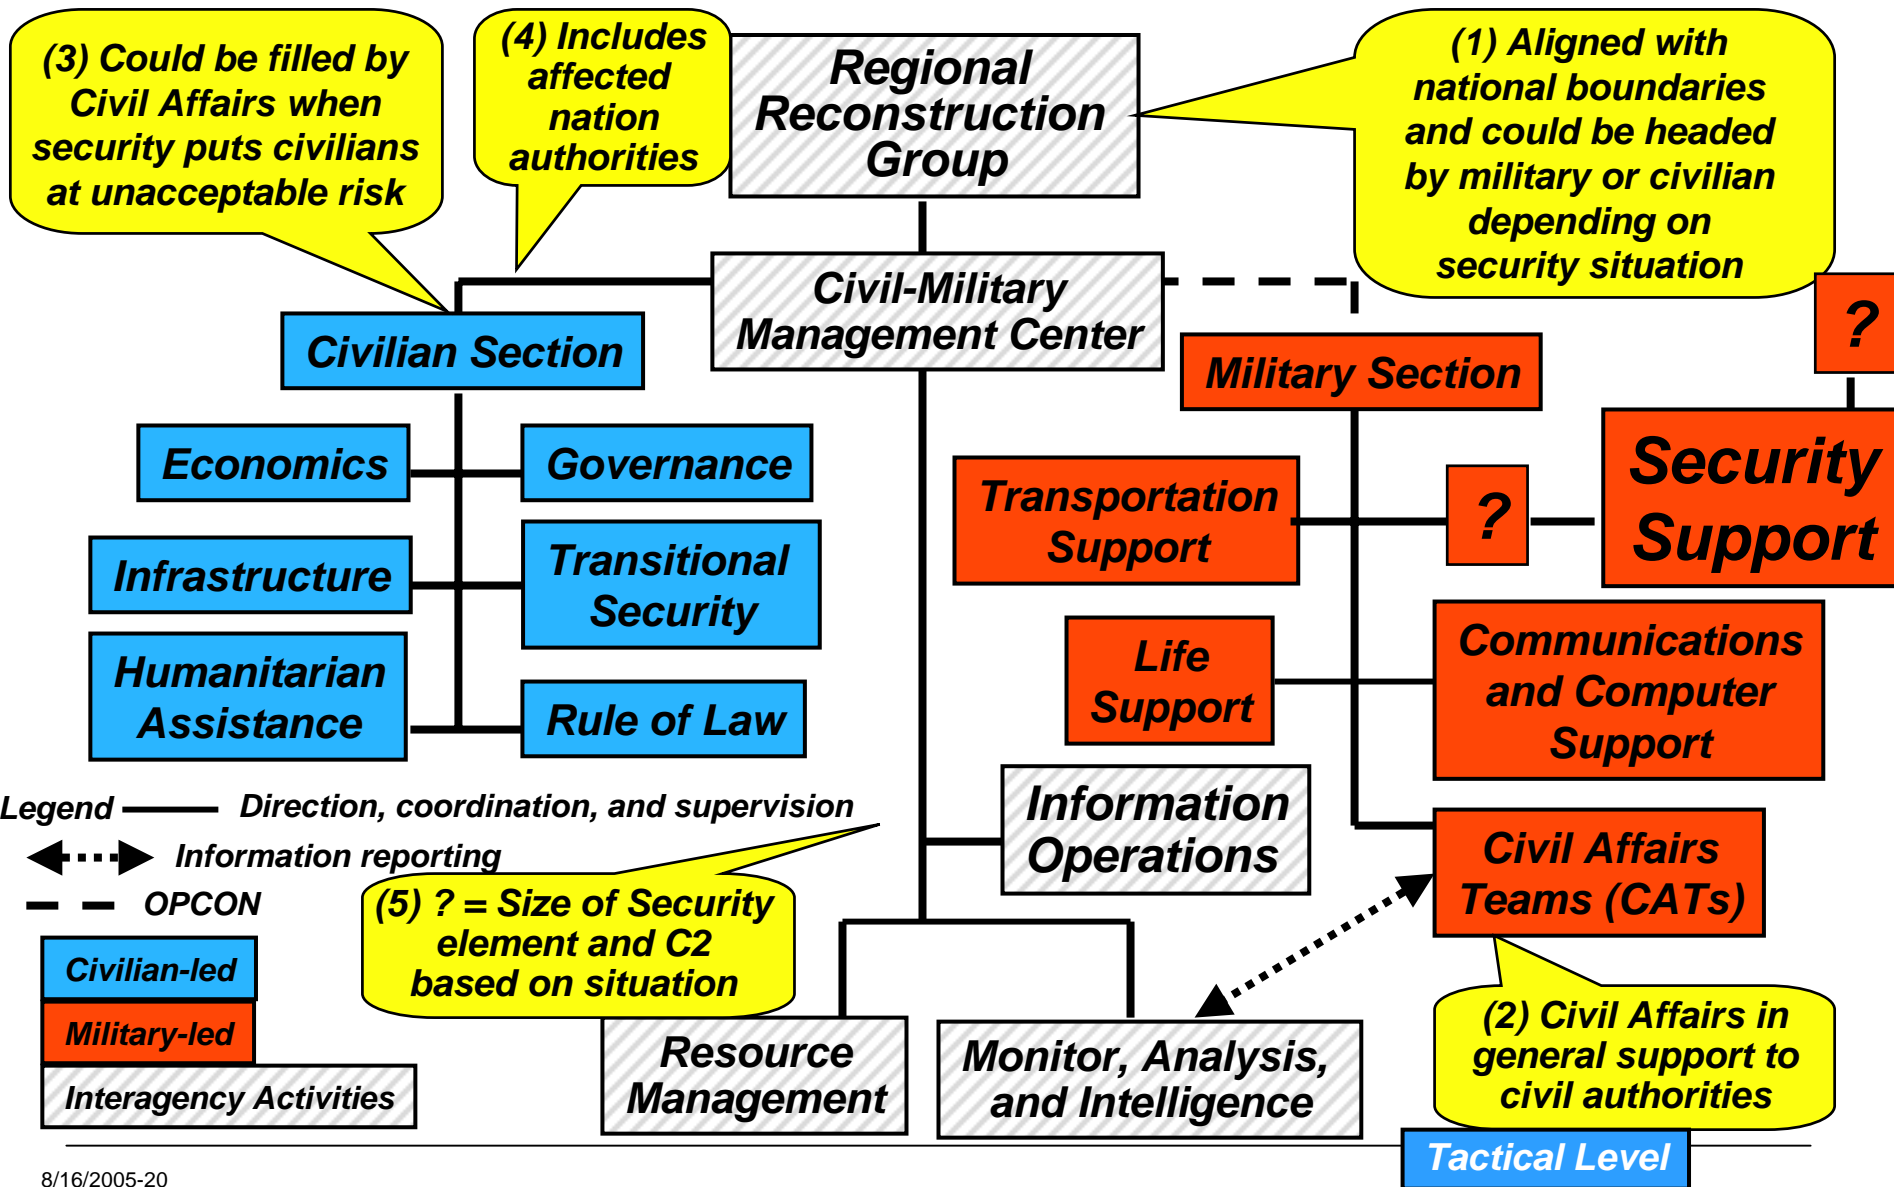 (3) Could be filled by
Civil Affairs when
security puts civilians
at unacceptable risk
(4) Includes
affected
nation
authorities
Regional
Reconstruction
Group
(1) Aligned with
national boundaries
and could be headed
by military or civilian
depending on
security situation
Civil-Military
Management Center
Civilian Section
Military Section
?
Economics
Governance
Infrastructure
Transitional
Security
Humanitarian
Assistance
Rule of Law
Transportation
Support
?
Security
Support
Life
Support
Communications
and Computer
Support
Information
Operations
Civil Affairs
Teams (CATs)
Legend
Direction, coordination, and supervision
Information reporting
OPCON
Civilian-led
Military-led
Interagency Activities
(5) ? = Size of Security
element and C2
based on situation
Resource
Management
Monitor, Analysis,
and Intelligence
(2) Civil Affairs in
general support to
civil authorities
Tactical Level
8/16/2005-20